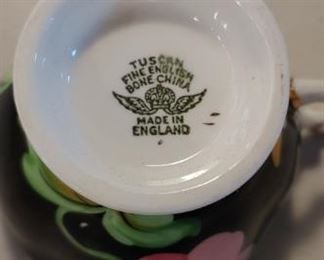 TUSCAN
FINE ENGLISH
BONE CHINA
MADE IN
ENGLAND